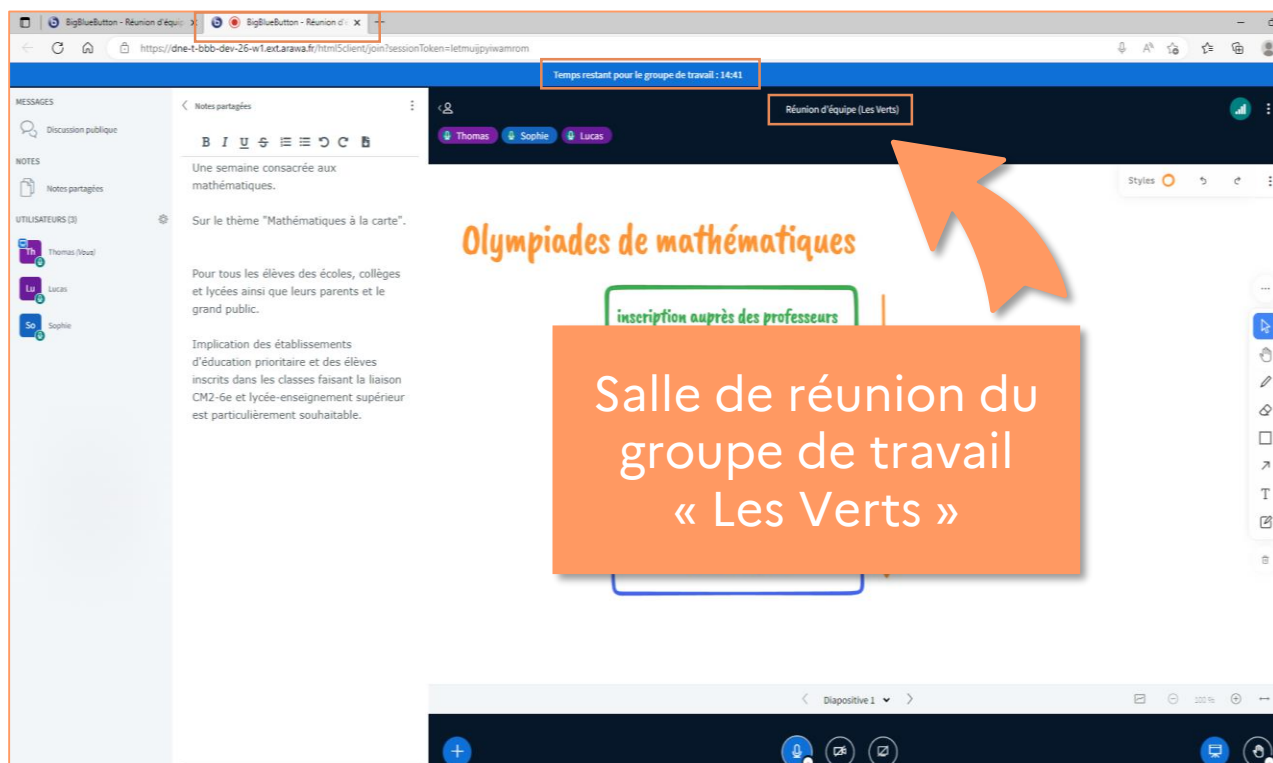 BigBlueButton - Réunion d'équip
BigBlueButton - Réunion d'é
https://dne-t-bbb-dev-26-w1.ext.arawa.fr/html5client/join?sessionToken=letmuijpyiwamrom
Temps restant pour le groupe de travail : 14:41
MESSAGES
Discussion publique
NOTES
Notes partagées
UTILISATEURS (3)
Th
Thomas (Vous)
Lu
Lucas
So
Sophie
Notes partagées
B I U S
Une semaine consacrée aux
mathématiques.
Sur le thème "Mathématiques à la carte".
Pour tous les élèves des écoles, collèges
et lycées ainsi que leurs parents et le
grand public.
Implication des établissements
d'éducation prioritaire et des élèves
inscrits dans les classes faisant la liaison
CM2-6e et lycée-enseignement supérieur
est particulièrement souhaitable.
Réunion d'équipe (Les Verts)
Thomas Sophie Lucas
Styles
Olympiades de mathématiques
inscription auprès des professeurs
Salle de réunion du
groupe de travail
« Les Verts »
T
Diapositive 1
100 %